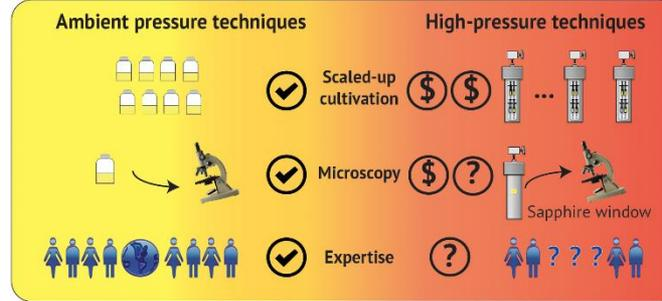 Ambient pressure techniques
High-pressure techniques
Scaled-up
cultivation
$ $
...
Microscopy
$ ?
Sapphire window
Expertise
?
? ? ?